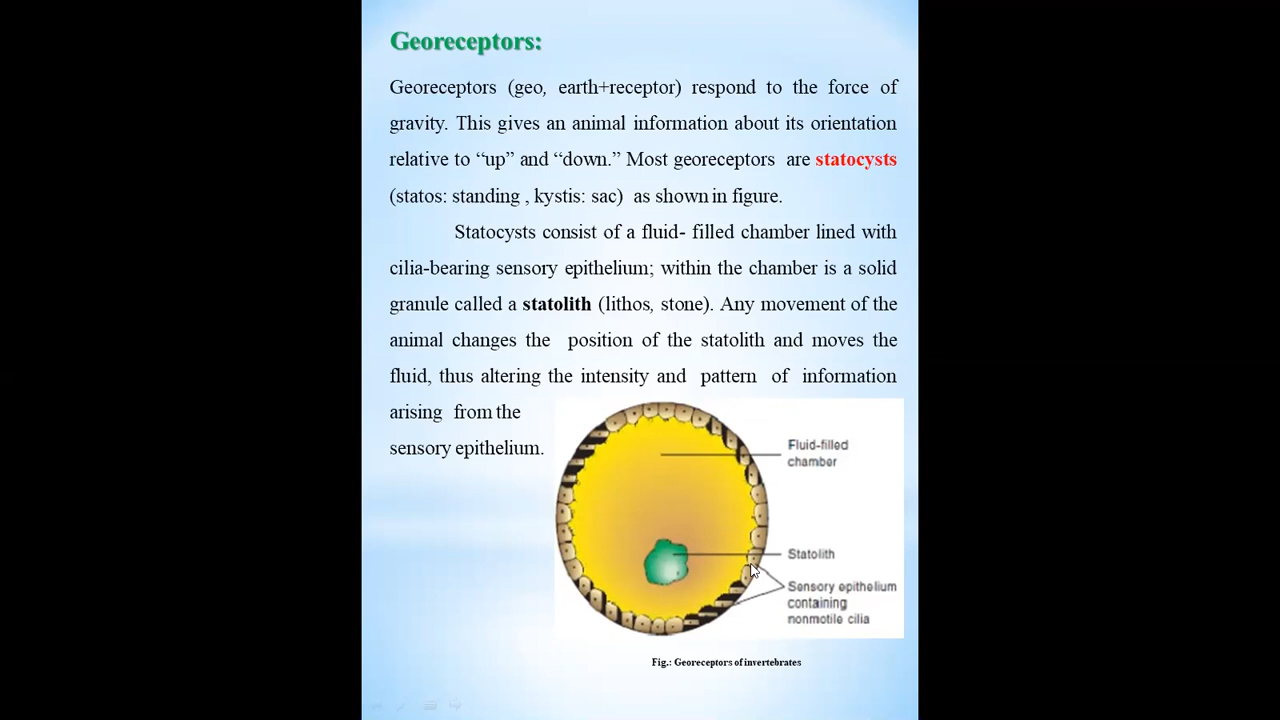 Georeceptors:
Georeceptors (geo, earth+receptor) respond to the force of
gravity. This gives an animal information about its orientation
relative to “up” and “down.” Most georeceptors are statocysts
(statos: standing , kystis: sac) as shown in figure.
Statocysts consist of a fluid- filled chamber lined with
cilia-bearing sensory epithelium; within the chamber is a solid
granule called a statolith (lithos, stone). Any movement of the
animal changes the position of the statolith and moves the
fluid, thus altering the intensity and pattern of information
arising from the
sensory epithelium.
Fluid-filled
chamber
Statolith
Sensory epithelium
containing
nonmotile cilia
Fig.: Georeceptors of invertebrates